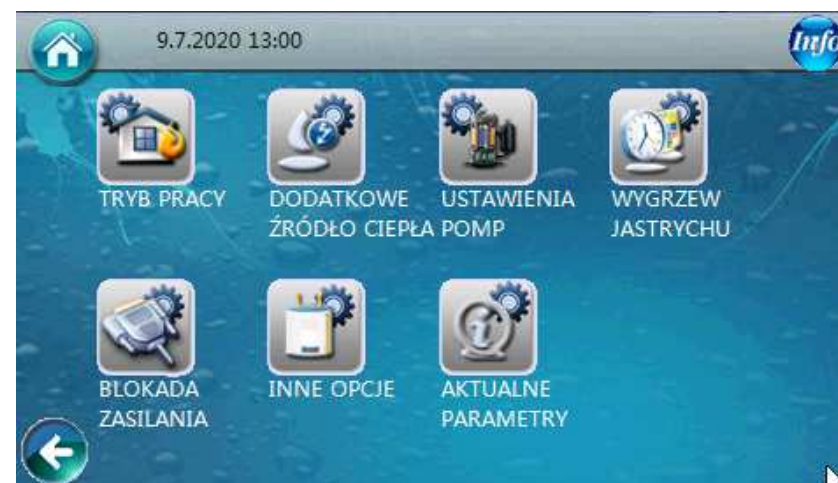 9.7.2020 13:00
Info
TRYB PRACY
DODATKOWE
ŹRÓDŁO CIEPŁA
USTAWIENIA
POMP
WYGRZEW
JASTRYCHU
BLOKADA
ZASILANIA
INNE OPCJE
AKTUALNE
PARAMETRY